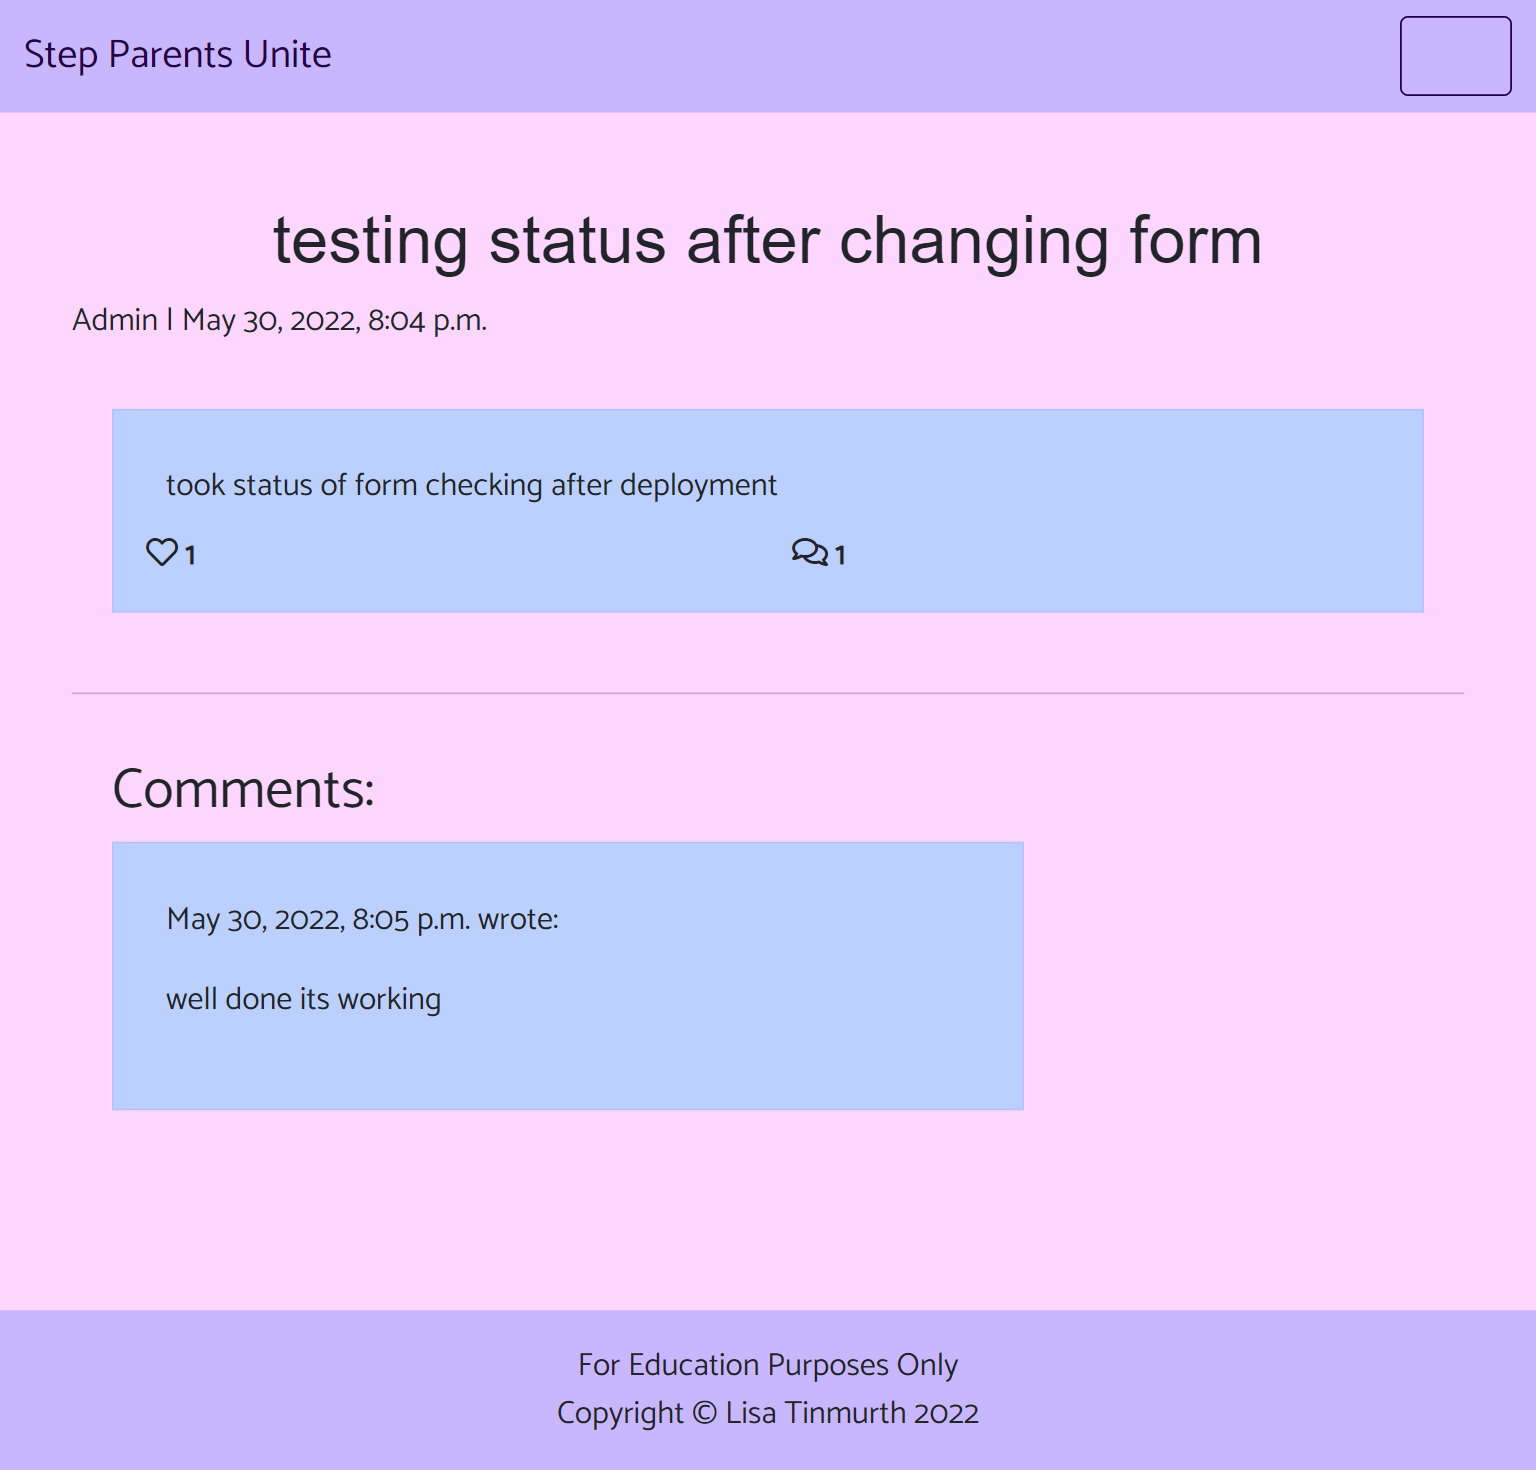 Step Parents Unite
testing status after changing form
Admin | May 30, 2022, 8:04 p.m.
took status of form checking after deployment
1
1
Comments:
May 30, 2022, 8:05 p.m. wrote:
well done its working
For Education Purposes Only
Copyright © Lisa Tinmurth 2022